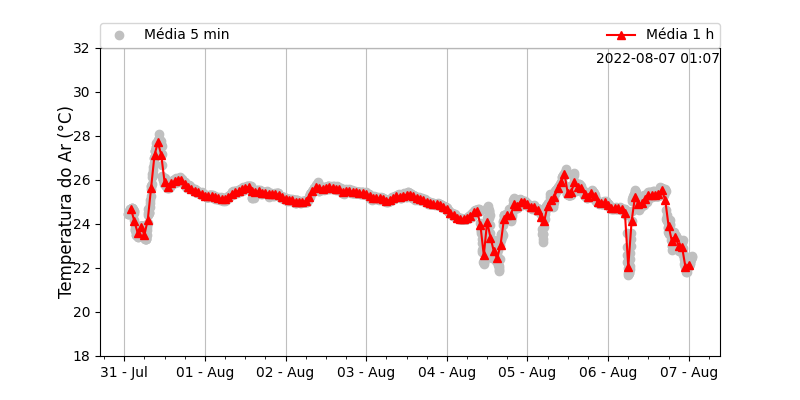 Média 5 min
Média 1 h
2022-08-07 01:07
Temperatura do Ar (°C)
32
30
28
26
24
22
20
18
31 - Jul
01 - Aug
02 - Aug
03 - Aug
04 - Aug
05 - Aug
06 - Aug
07 - Aug